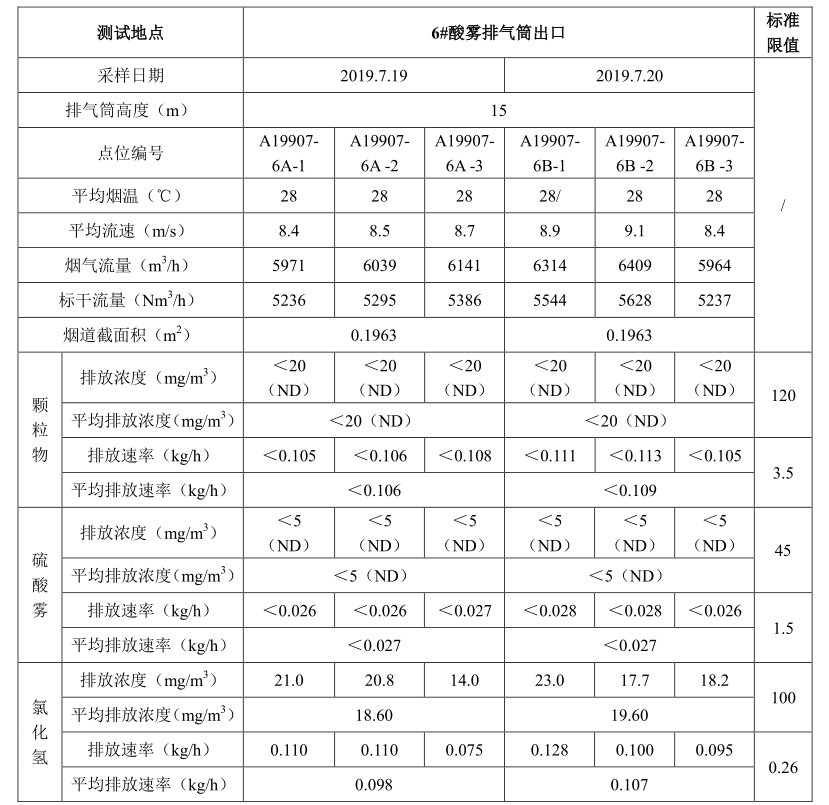 测试地点 6#酸雾排气筒出口 标准限值
采样日期 2019.7.19 2019.7.20 /
排气筒高度（m） 15
点位编号 A19907-6A-1 A19907-6A -2 A19907-6A -3 A19907-6B-1 A19907-6B -2 A19907-6B -3
平均烟温（℃） 28 28 28 28/ 28 28
平均流速（m/s） 8.4 8.5 8.7 8.9 9.1 8.4
烟气流量（m³/h） 5971 6039 6141 6314 6409 5964
标干流量（Nm³/h） 5236 5295 5386 5544 5628 5237
烟道截面积（m²） 0.1963 0.1963
颗粒物 排放浓度（mg/m³） ＜20（ND） ＜20（ND） ＜20（ND） ＜20（ND） ＜20（ND） ＜20（ND） 120
平均排放浓度(mg/m³） ＜20（ND） ＜20（ND）
排放速率（kg/h） ＜0.105 ＜0.106 ＜0.108 ＜0.111 ＜0.113 ＜0.105 3.5
平均排放速率（kg/h） ＜0.106 ＜0.109
硫酸雾 排放浓度（mg/m³） ＜5（ND） ＜5（ND） ＜5（ND） ＜5（ND） ＜5（ND） ＜5（ND） 45
平均排放浓度(mg/m³） ＜5（ND） ＜5（ND）
排放速率（kg/h） ＜0.026 ＜0.026 ＜0.027 ＜0.028 ＜0.028 ＜0.026 1.5
平均排放速率（kg/h） ＜0.027 ＜0.027
氯化氢 排放浓度（mg/m³） 21.0 20.8 14.0 23.0 17.7 18.2 100
平均排放浓度(mg/m³） 18.60 19.60
排放速率（kg/h） 0.110 0.110 0.075 0.128 0.100 0.095 0.26
平均排放速率（kg/h） 0.098 0.107